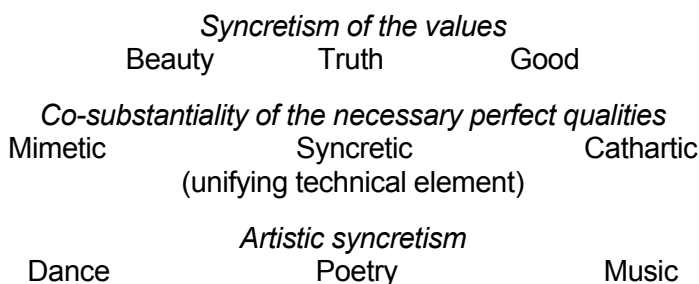 Syncretism of the values
Beauty Truth Good
Co-substantiality of the necessary perfect qualities
Mimetic Syncretic Cathartic
(unifying technical element)
Artistic syncretism
Dance Poetry Music